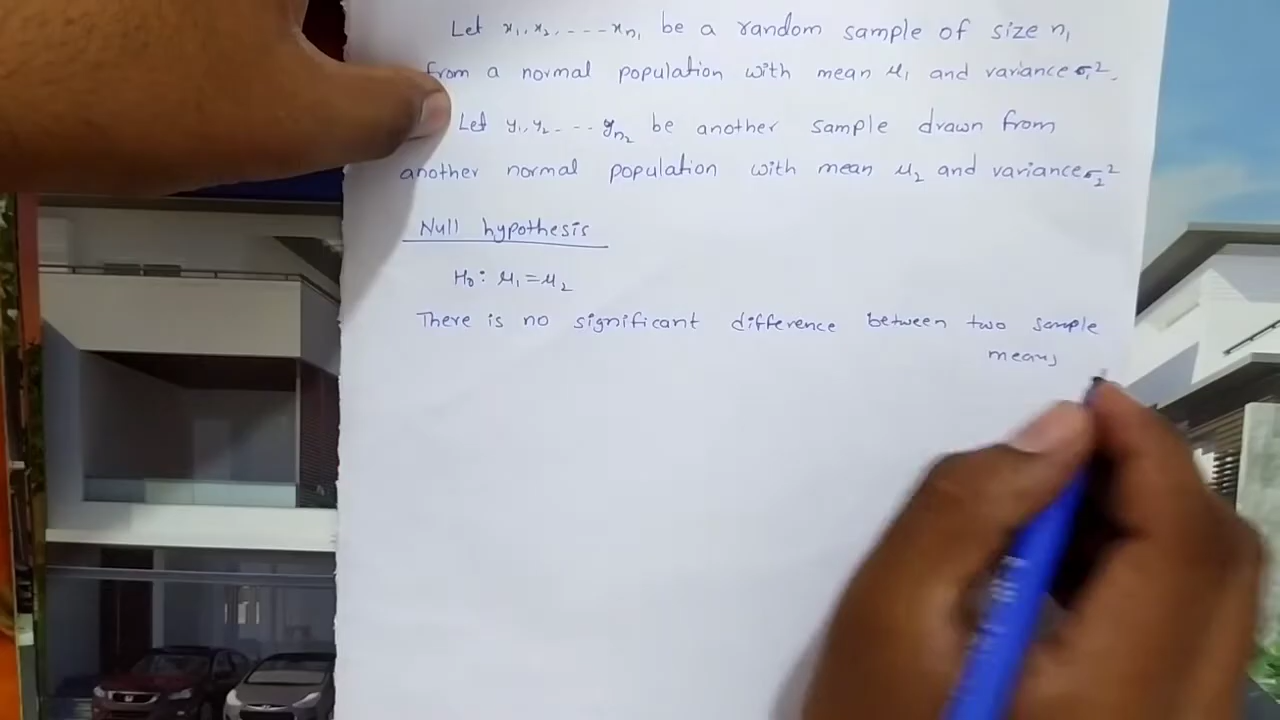 Let x₁, x₂, ---- xn₁ be a random sample of size n₁
from a normal population with mean μ₁ and variance σ₁².
Let y₁, y₂ - -- yn₂ be another sample drawn from
another normal population with mean μ₂ and variance σ₂²
Null hypothesis
H₀: μ₁ = μ₂
There is no significant difference between two sample
means